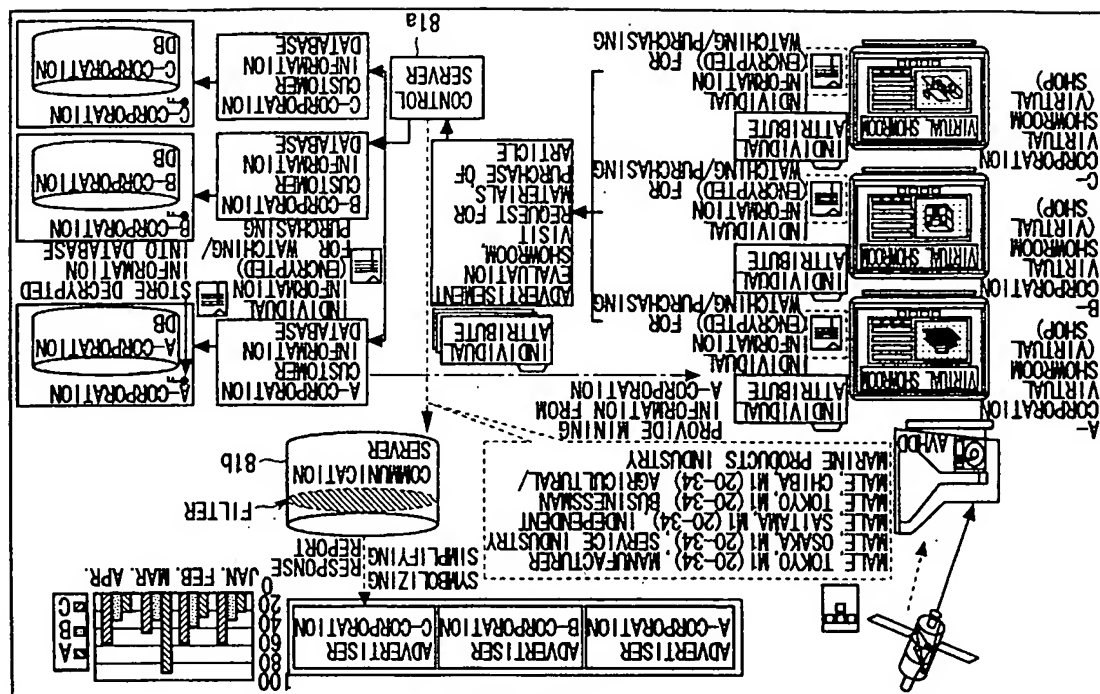 ADVERTISER
A-CORPORATION
ADVERTISER
B-CORPORATION
ADVERTISER
C-CORPORATION
100
80
60
40
20
0
A
B
C
JAN. FEB. MAR. APR.
SYMBOLIZING
SIMPLIFYING
RESPONSE
REPORT
MALE, TOKYO, M1 (20-34), MANUFACTURER
MALE, OSAKA, M1 (20-34), SERVICE INDUSTRY
MALE, SAITAMA, M1 (20-34) INDEPENDENT
MALE, TOKYO, M1 (20-34) BUSINESSMAN
MALE, CHIBA, M1 (20-34) AGRICULTURAL/
MARINE PRODUCTS INDUSTRY
FILTER
COMMUNICATION
SERVER
81b
AVHDD
PROVIDE MINING
INFORMATION FROM
A-CORPORATION
A-
CORPORATION
VIRTUAL
SHOWROOM
(VIRTUAL
SHOP)
VIRTUAL SHOWROOM
INDIVIDUAL
ATTRIBUTE
INDIVIDUAL
INFORMATION
(ENCRYPTED) FOR
WATCHING/PURCHASING
B-
CORPORATION
VIRTUAL
SHOWROOM
(VIRTUAL
SHOP)
VIRTUAL SHOWROOM
INDIVIDUAL
ATTRIBUTE
INDIVIDUAL
INFORMATION
(ENCRYPTED) FOR
WATCHING/PURCHASING
C-
CORPORATION
VIRTUAL
SHOWROOM
(VIRTUAL
SHOP)
VIRTUAL SHOWROOM
INDIVIDUAL
ATTRIBUTE
INDIVIDUAL
INFORMATION
(ENCRYPTED) FOR
WATCHING/PURCHASING
INDIVIDUAL
ATTRIBUTE
ADVERTISEMENT
EVALUATION
SHOWROOM,
VISIT
REQUEST FOR
MATERIALS,
PURCHASE OF
ARTICLE
CONTROL
SERVER
81a
A-CORPORATION
CUSTOMER
INFORMATION
DATABASE
A-CORPORATION
A-CORPORATION
DB
INDIVIDUAL
INFORMATION
(ENCRYPTED)
FOR WATCHING/
PURCHASING
STORE DECRYPTED
INFORMATION
INTO DATABASE
B-CORPORATION
CUSTOMER
INFORMATION
DATABASE
B-CORPORATION
B-CORPORATION
DB
C-CORPORATION
CUSTOMER
INFORMATION
DATABASE
C-CORPORATION
C-CORPORATION
DB